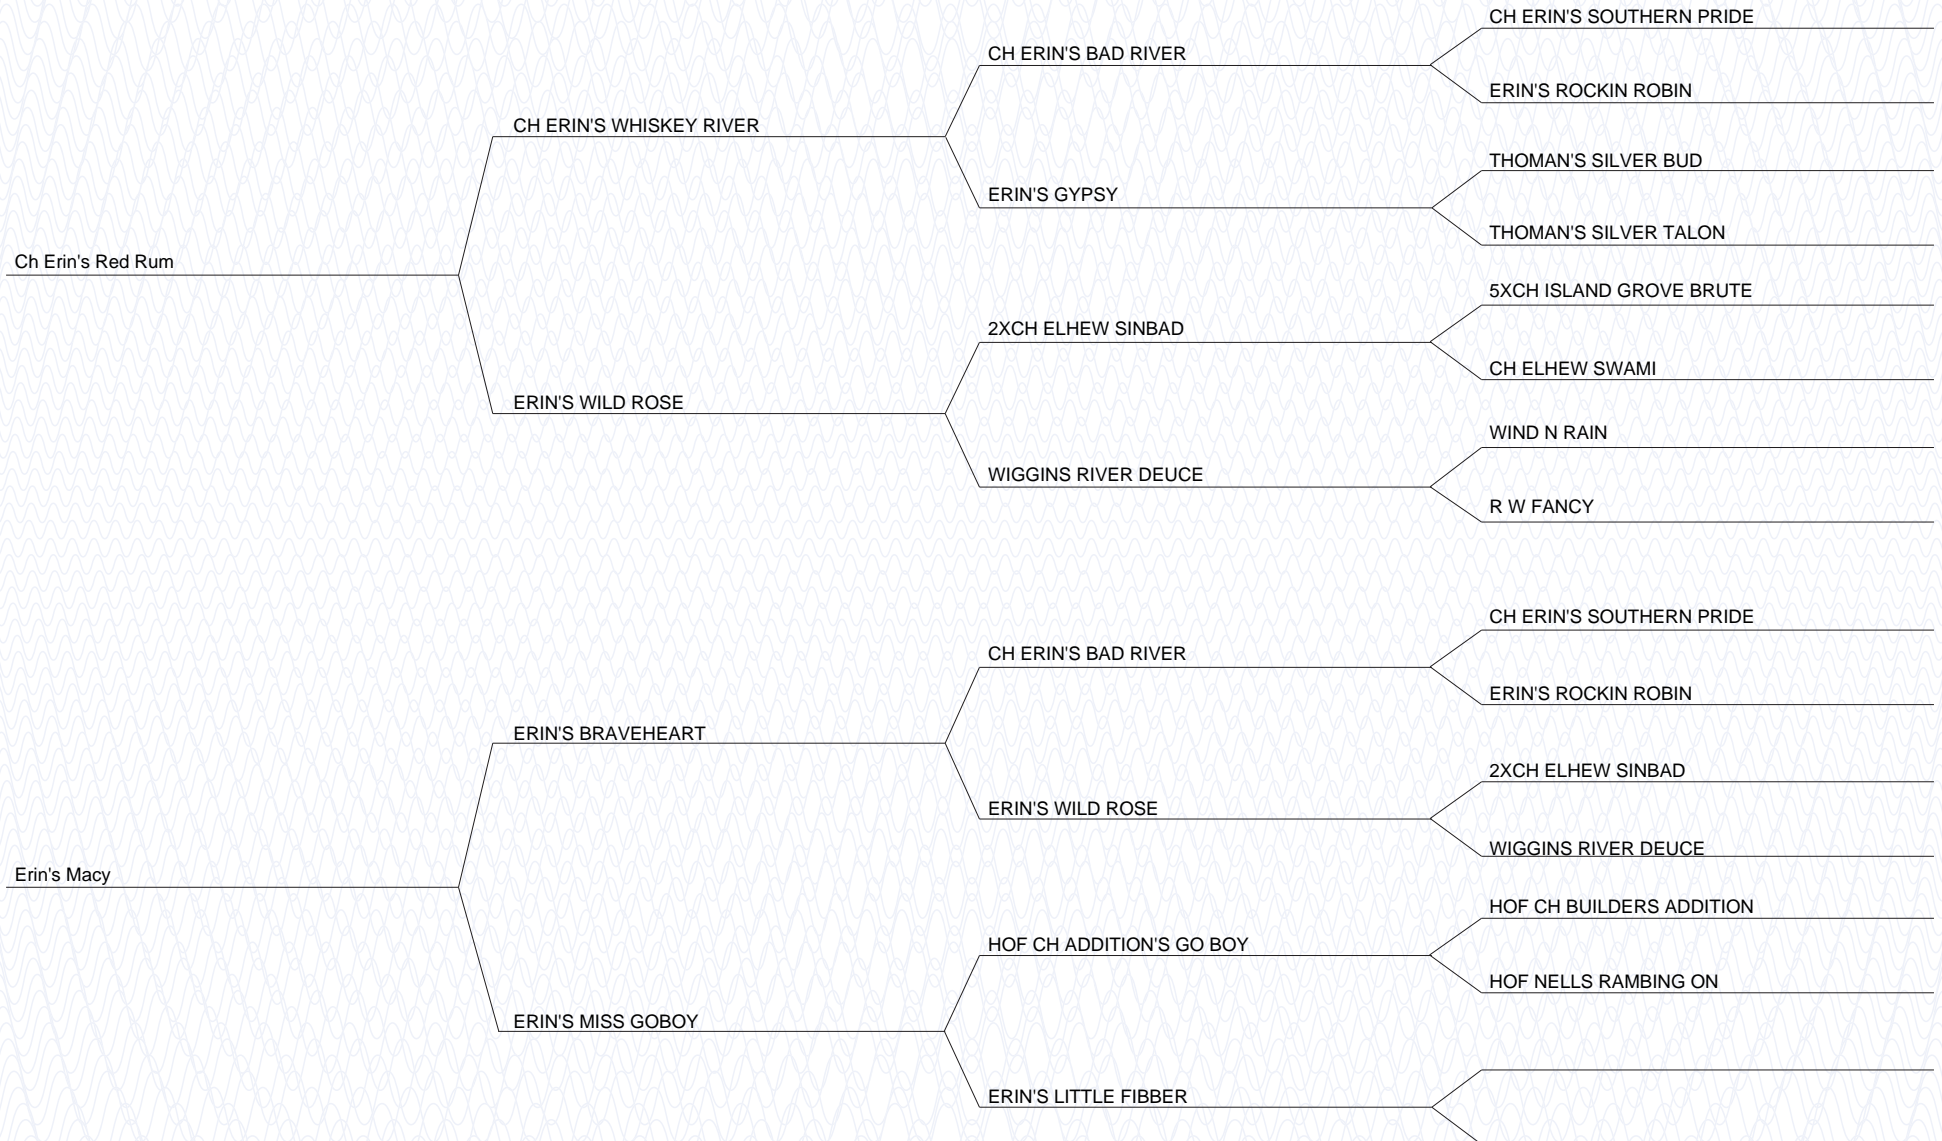 CH ERIN'S SOUTHERN PRIDE
CH ERIN'S BAD RIVER
ERIN'S ROCKIN ROBIN
CH ERIN'S WHISKEY RIVER
THOMAN'S SILVER BUD
ERIN'S GYPSY
THOMAN'S SILVER TALON
Ch Erin's Red Rum
5XCH ISLAND GROVE BRUTE
2XCH ELHEW SINBAD
CH ELHEW SWAMI
ERIN'S WILD ROSE
WIND N RAIN
WIGGINS RIVER DEUCE
R W FANCY
CH ERIN'S SOUTHERN PRIDE
CH ERIN'S BAD RIVER
ERIN'S ROCKIN ROBIN
ERIN'S BRAVEHEART
2XCH ELHEW SINBAD
ERIN'S WILD ROSE
WIGGINS RIVER DEUCE
Erin's Macy
HOF CH BUILDERS ADDITION
HOF CH ADDITION'S GO BOY
HOF NELLS RAMBING ON
ERIN'S MISS GOBOY
ERIN'S LITTLE FIBBER